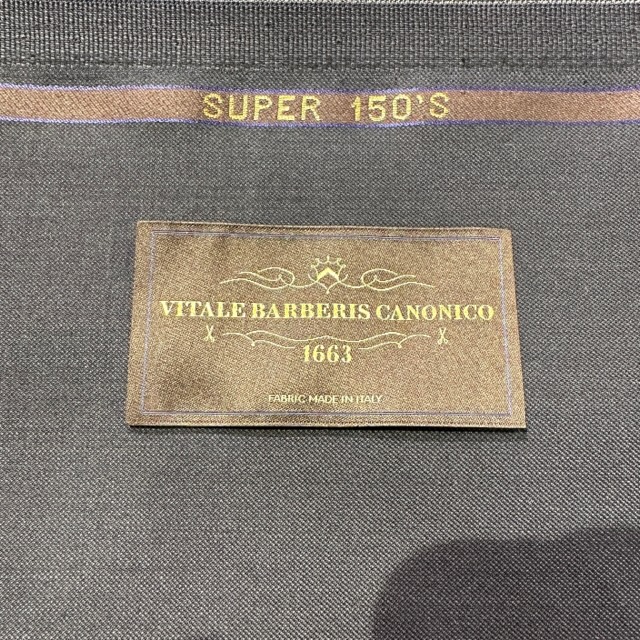 SUPER 150'S
VITALE BARBERIS CANONICO
1663
FABRIC MADE IN ITALY